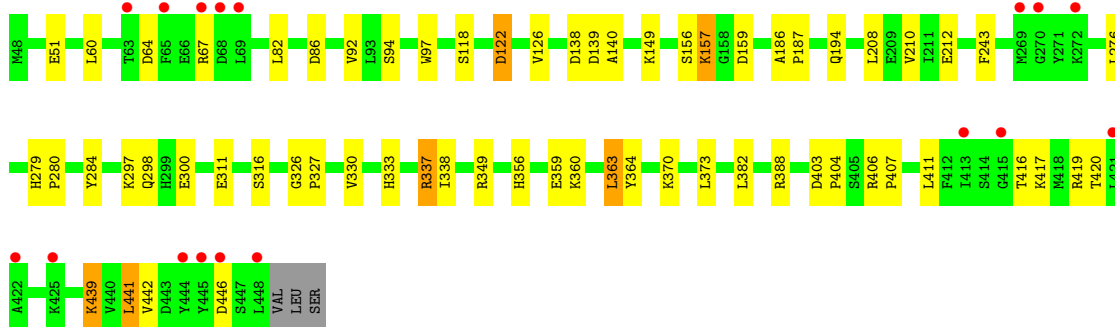 M48 E51 L60 T63 D64 F65 E66 R67 D68 L69 L82 D86 V92 L93 S94 W97 S118 D122 V126 D138 D139 A140 K149 S156 K157 G158 D159 A186 P187 Q194 L208 E209 V210 I211 E212 F243 M269 G270 Y271 K272 L276
H279 P280 Y284 K297 Q298 H299 E300 E311 S316 G326 P327 V330 H333 R337 I338 R349 H356 E359 K360 L363 Y364 K370 L373 L382 R388 D403 P404 S405 R406 P407 L411 F412 I413 S414 G415 T416 K417 M418 R419 T420 L421
A422 K425 K439 V440 L441 V442 D443 Y444 Y445 D446 S447 L448 VAL LEU SER